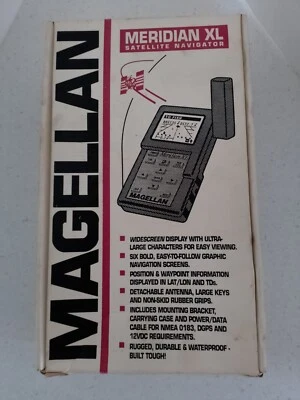 MAGELLAN
MERIDIAN XL
SATELLITE NAVIGATOR
MAGELLAN
WIDESCREEN DISPLAY WITH ULTRA-
LARGE CHARACTERS FOR EASY VIEWING.
SIX BOLD, EASY-TO-FOLLOW GRAPHIC
NAVIGATION SCREENS.
POSITION & WAYPOINT INFORMATION
DISPLAYED IN LAT/LON AND TDs.
DETACHABLE ANTENNA, LARGE KEYS
AND NON-SKID RUBBER GRIPS.
INCLUDES MOUNTING BRACKET,
CARRYING CASE AND POWER/DATA
CABLE FOR NMEA 0183, DGPS AND
12VDC REQUIREMENTS.
RUGGED, DURABLE & WATERPROOF -
BUILT TOUGH!